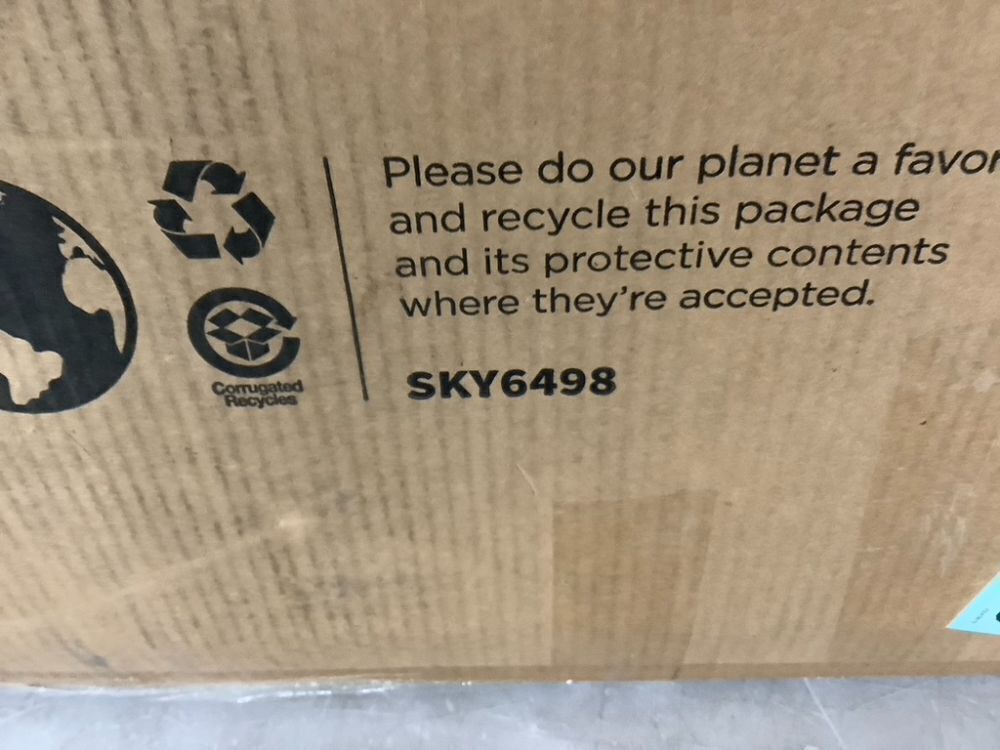 Please do our planet a favor
and recycle this package
and its protective contents
where they're accepted.
SKY6498
Corrugated
Recycles